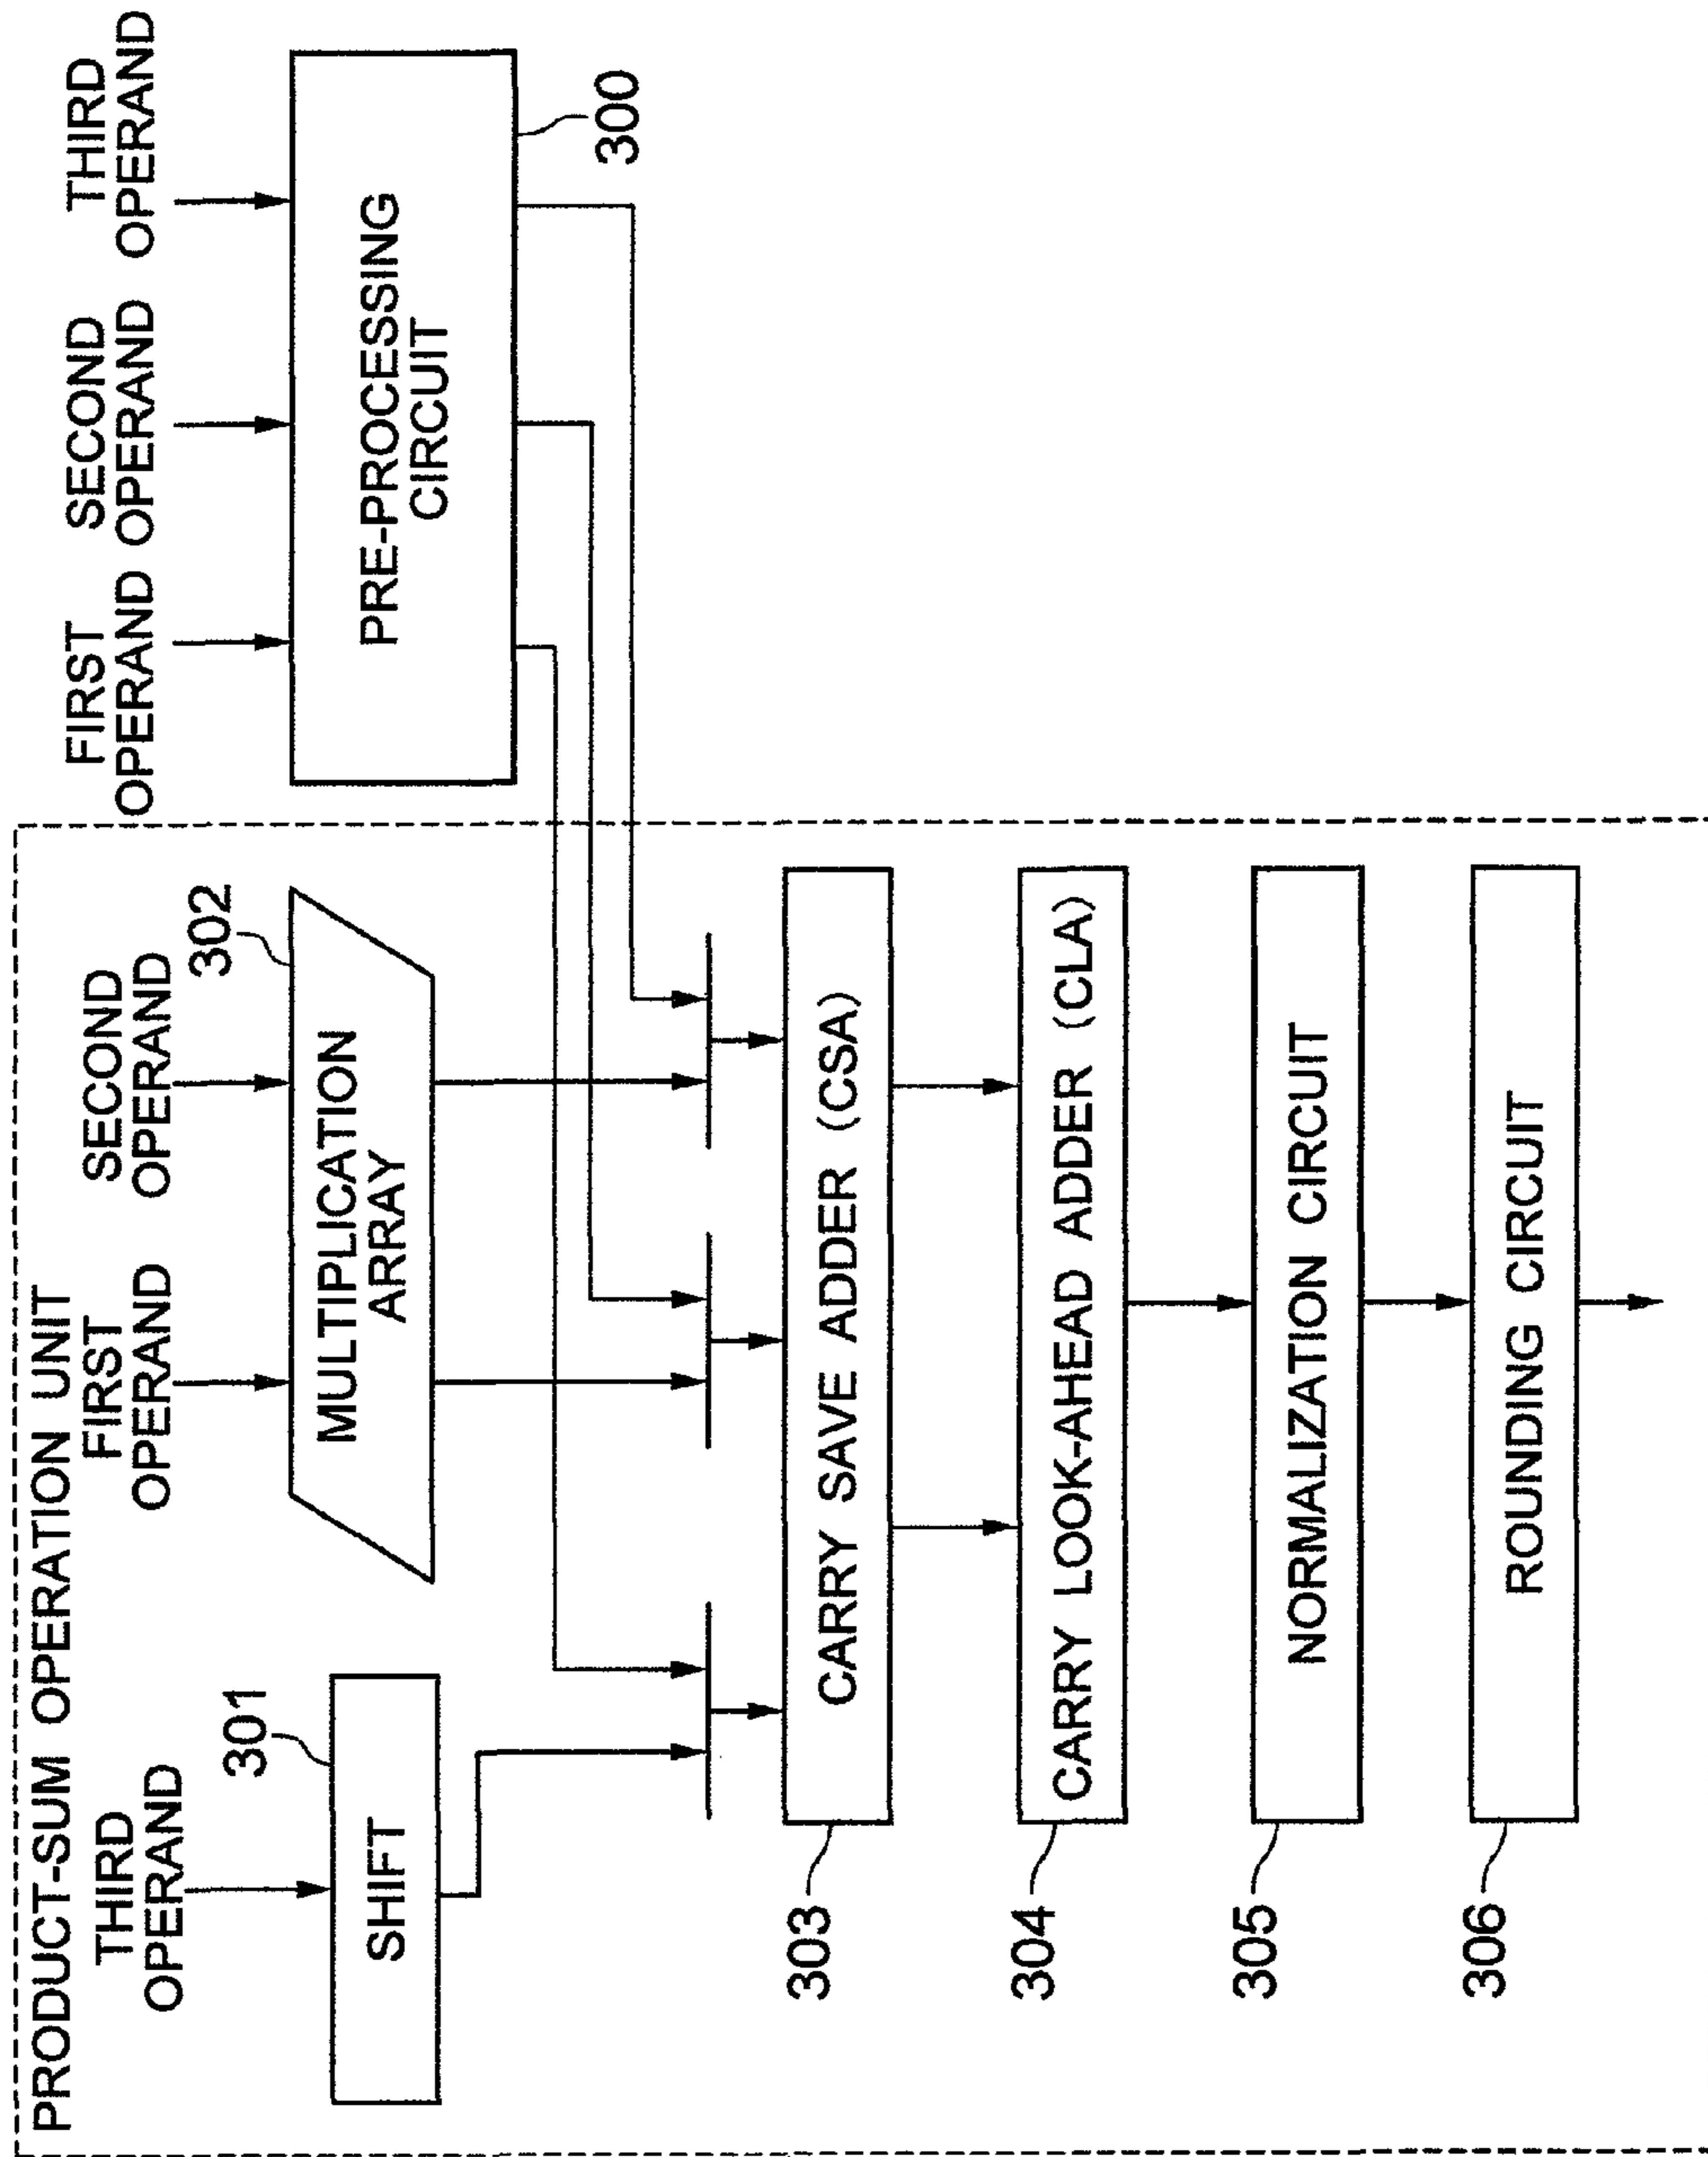 PRODUCT-SUM OPERATION UNIT
THIRD
OPERAND
FIRST
OPERAND
SECOND
OPERAND
FIRST
OPERAND
SECOND
OPERAND
THIRD
OPERAND
301
SHIFT
302
MULTIPLICATION
ARRAY
PRE-PROCESSING
CIRCUIT
300
303
CARRY SAVE ADDER (CSA)
304
CARRY LOOK-AHEAD ADDER (CLA)
305
NORMALIZATION CIRCUIT
306
ROUNDING CIRCUIT